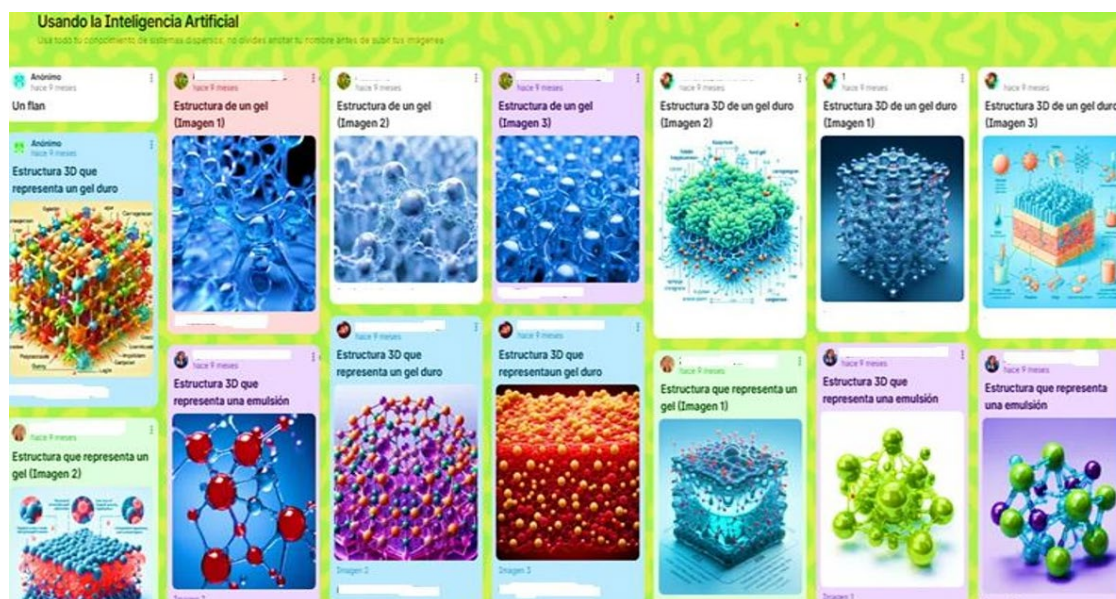 Usando la Inteligencia Artificial
Usa todo tu conocimiento de sistemas dispersos, no olvides anotar tu nombre antes de subir tus imágenes
Anónimo
hace 9 meses
Un flan
Anónimo
hace 9 meses
Estructura 3D que
representa un gel duro
hace 9 meses
Estructura que representa un
gel (Imagen 2)
hace 9 meses
Estructura de un gel
(Imagen 1)
hace 9 meses
Estructura 3D que
representa una emulsión
hace 9 meses
Estructura de un gel
(Imagen 2)
hace 9 meses
Estructura 3D que
representa un gel duro
Imagen 2
hace 9 meses
Estructura de un gel
(Imagen 3)
hace 9 meses
Estructura 3D que
representaun gel duro
Imagen 3
hace 9 meses
Estructura 3D de un gel duro
(Imagen 2)
hace 9 meses
Estructura que representa un
gel (Imagen 1)
1
hace 9 meses
Estructura 3D de un gel duro
(Imagen 1)
hace 9 meses
Estructura 3D que
representa una emulsión
Imagen 1
hace 9 meses
Estructura 3D de un gel duro
(Imagen 3)
hace 9 meses
Estructura que representa
una emulsión